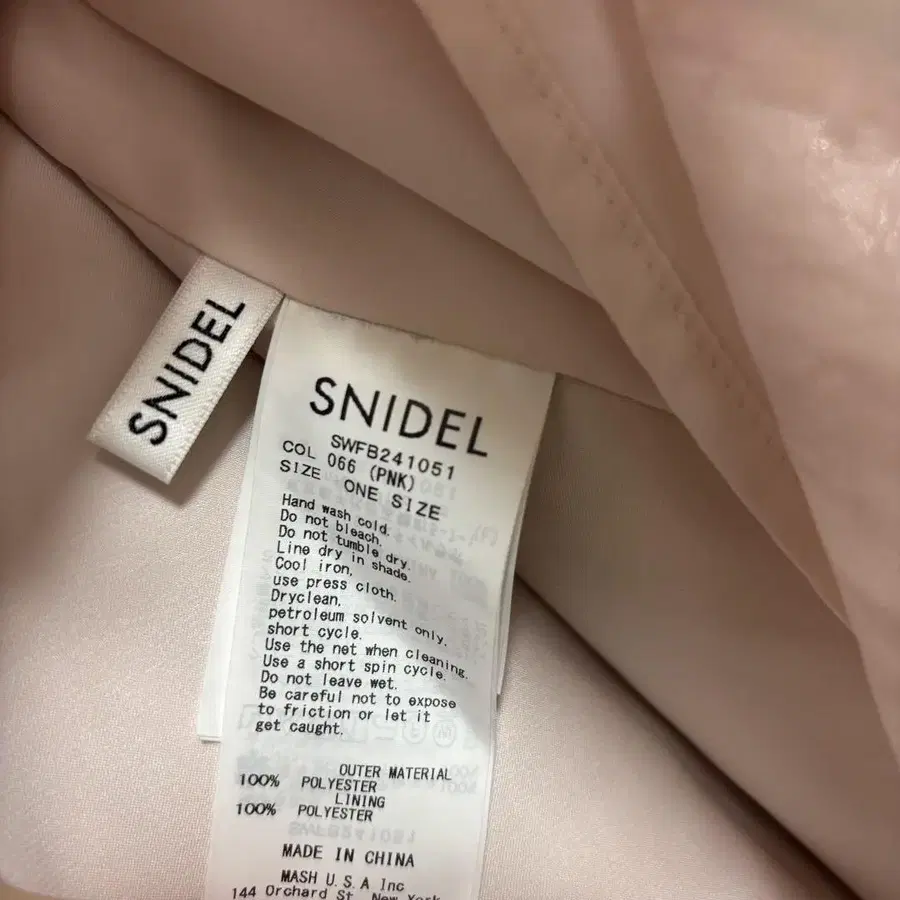 SNIDEL
SNIDEL
SWFB241051
COL 066 (PNK)
SIZE ONE SIZE
Hand wash cold.
Do not bleach.
Do not tumble dry.
Line dry in shade.
Cool iron,
use press cloth.
Dryclean,
petroleum solvent only,
short cycle.
Use the net when cleaning.
Use a short spin cycle.
Do not leave wet.
Be careful not to expose
to friction or let it
get caught.
OUTER MATERIAL
100% POLYESTER
LINING
100% POLYESTER
MADE IN CHINA
MASH U.S.A Inc
144 Orchard St. New York